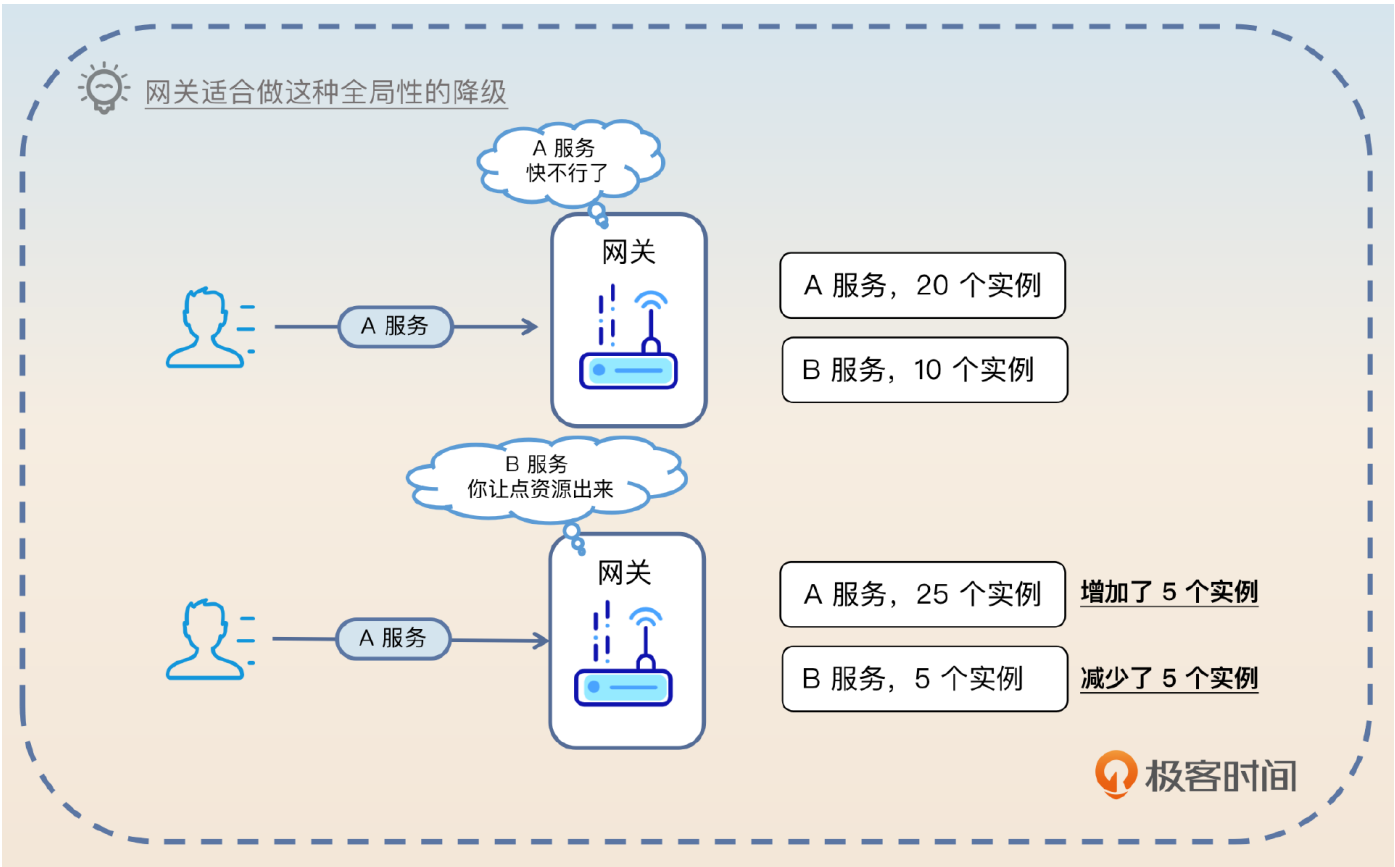 网关适合做这种全局性的降级
A 服务
快不行了
网关
A 服务
A 服务，20 个实例
B 服务，10 个实例
B 服务
你让点资源出来
网关
A 服务
A 服务，25 个实例
增加了 5 个实例
B 服务，5 个实例
减少了 5 个实例
极客时间